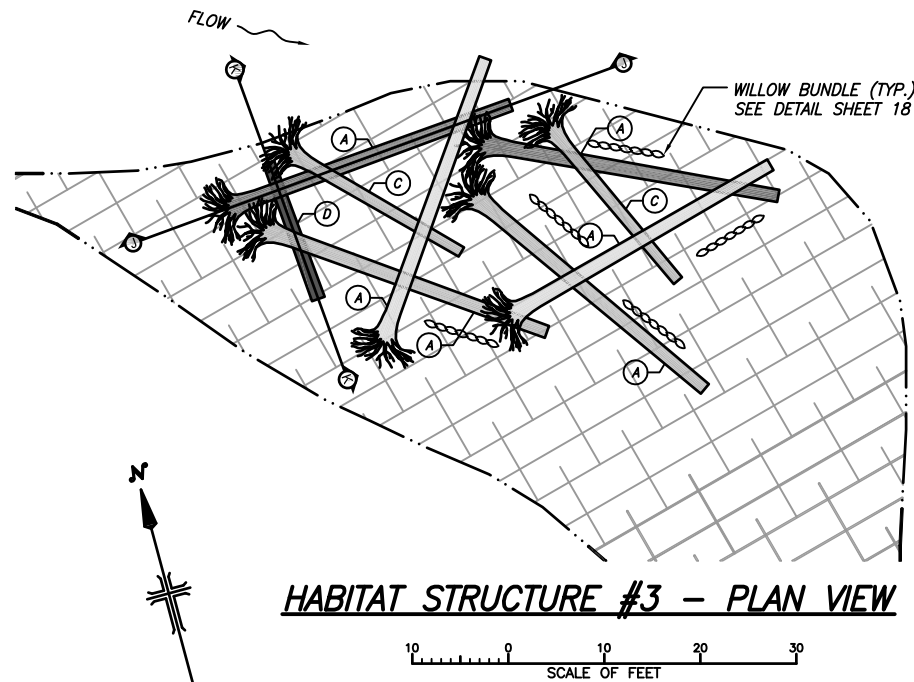 FLOW
K
J
WILLOW BUNDLE (TYP.)
SEE DETAIL SHEET 18
A
A
C
C
D
J
A
A
A
A
K
N
HABITAT STRUCTURE #3 – PLAN VIEW
10 0 10 20 30
SCALE OF FEET